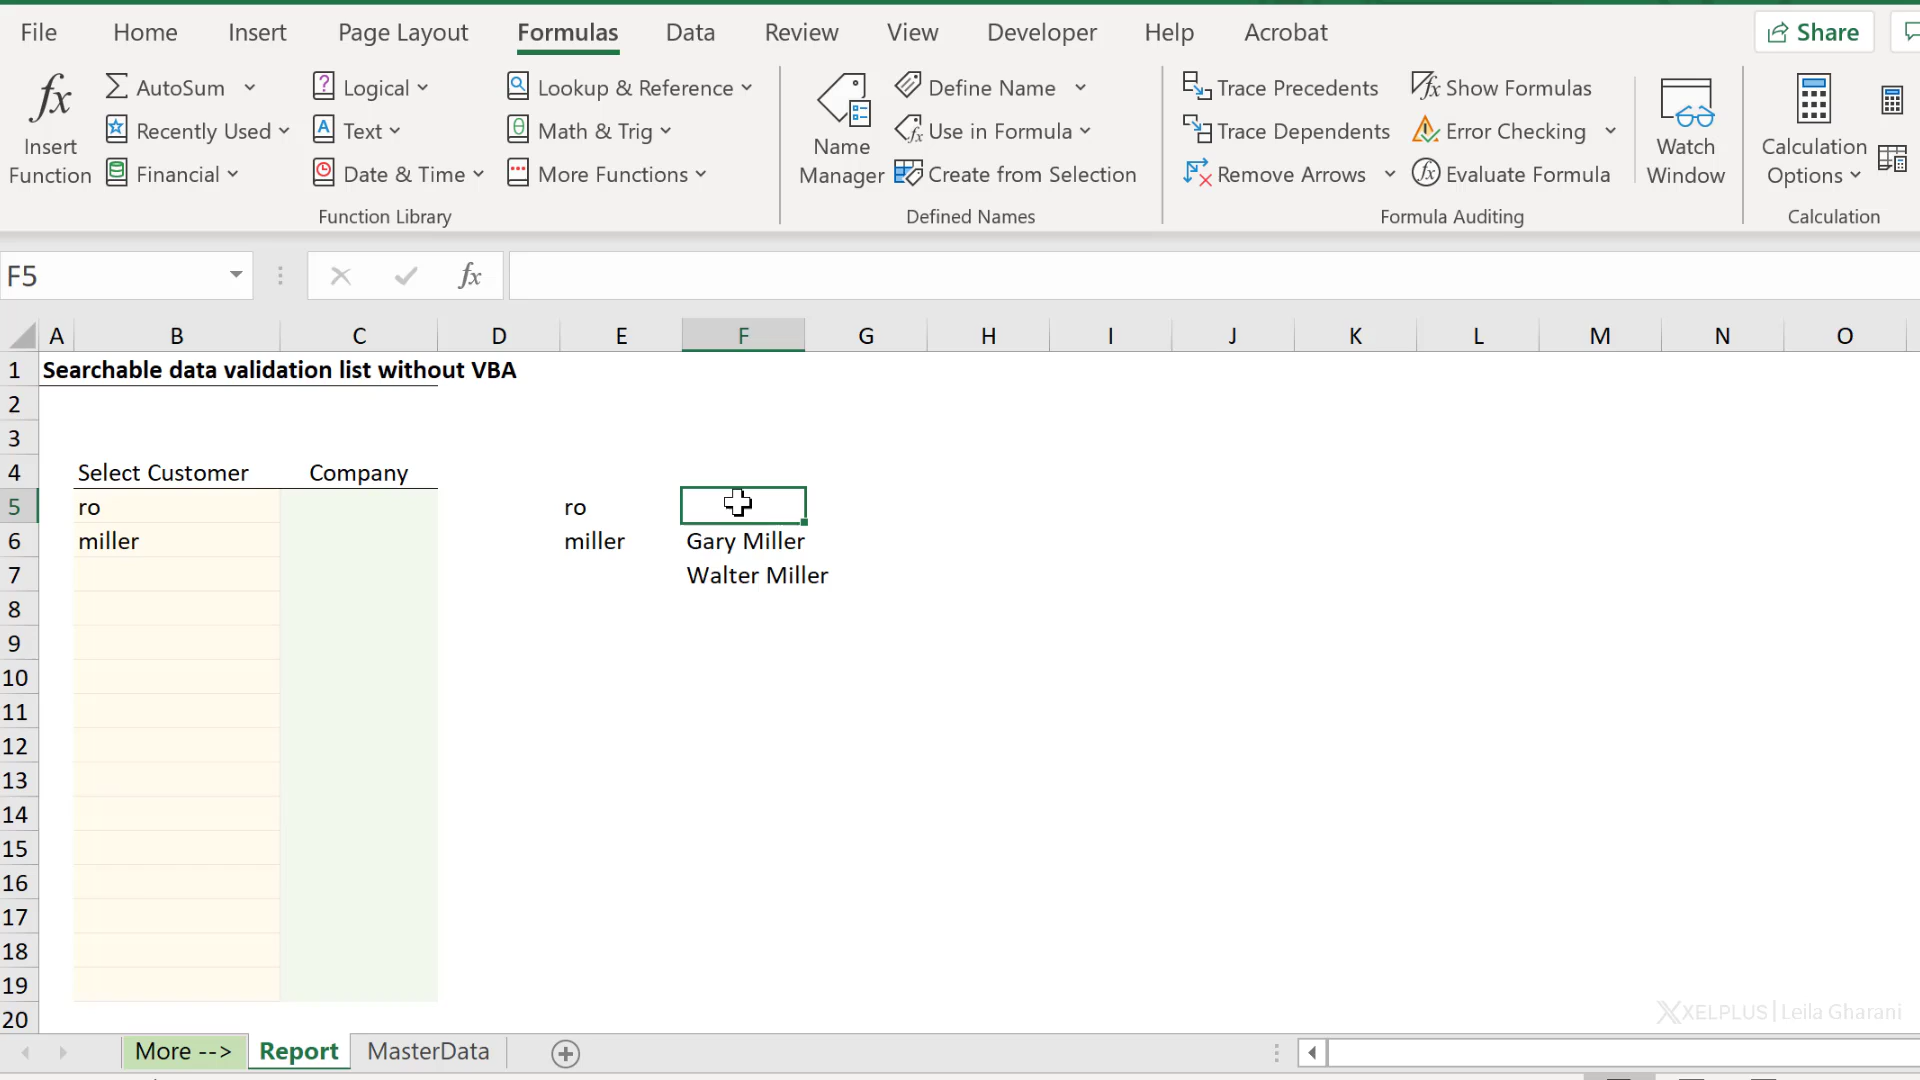 File Home Insert Page Layout Formulas Data Review View Developer Help Acrobat Share
fx Insert Function
AutoSum
Recently Used
Financial
Logical
Text
Date & Time
Lookup & Reference
Math & Trig
More Functions
Function Library
Name Manager
Define Name
Use in Formula
Create from Selection
Defined Names
Trace Precedents
Trace Dependents
Remove Arrows
Show Formulas
Error Checking
Evaluate Formula
Formula Auditing
Watch Window
Calculation Options
Calculation
F5 fx
A B C D E F G H I J K L M N O
1 Searchable data validation list without VBA
2
3
4 Select Customer Company
5 ro ro
6 miller miller Gary Miller
7 Walter Miller
8
9
10
11
12
13
14
15
16
17
18
19
20
XELPLUS | Leila Gharani
More --> Report MasterData